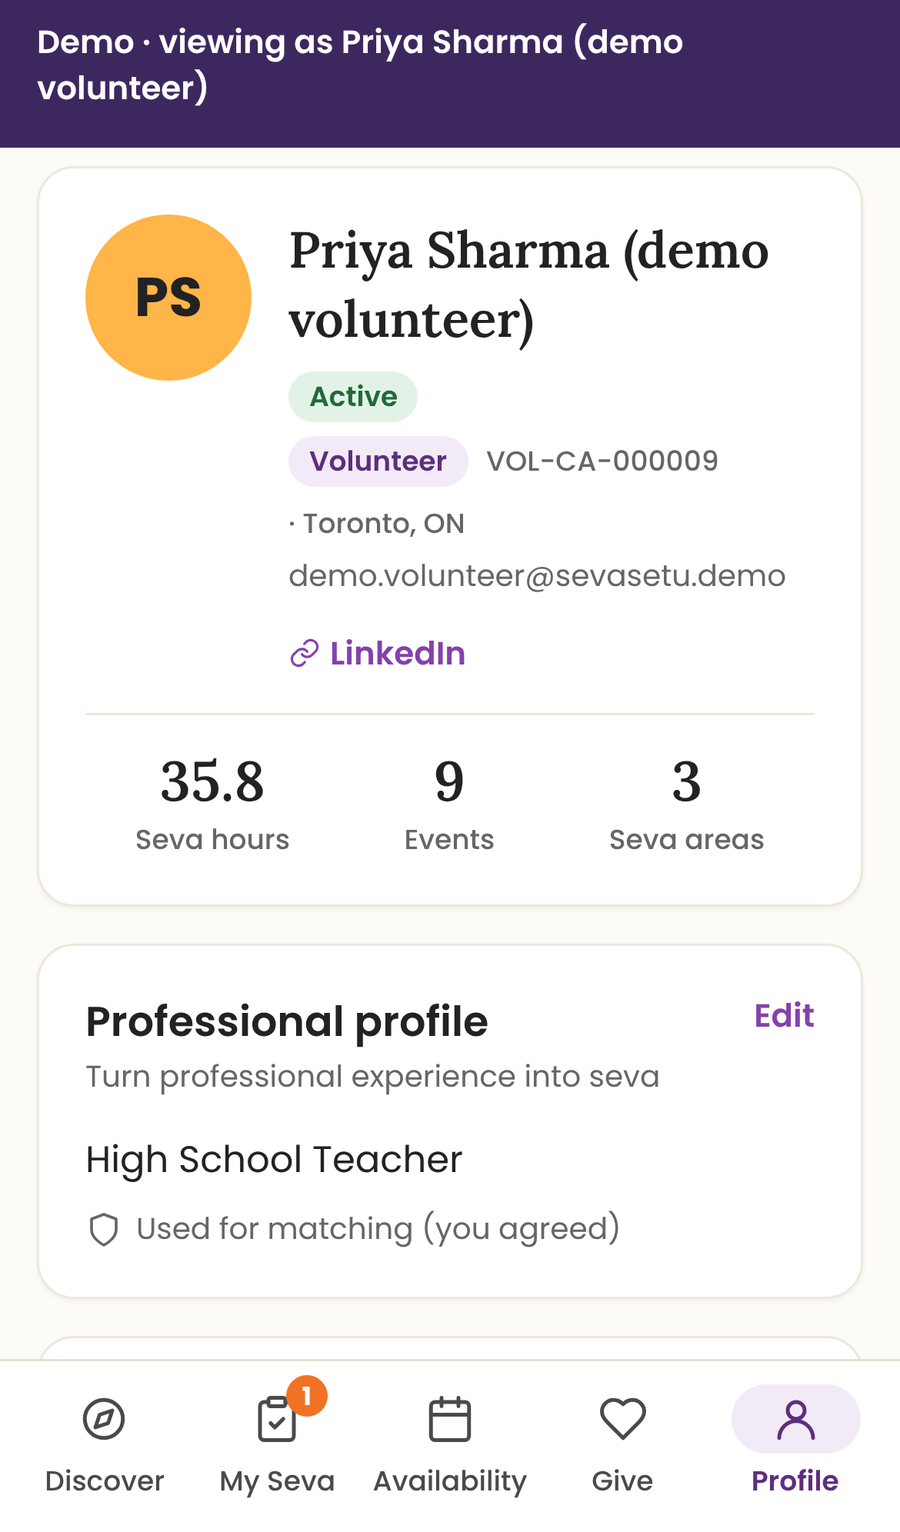 Demo · viewing as Priya Sharma (demo
volunteer)
PS
Priya Sharma (demo
volunteer)
Active
Volunteer VOL-CA-000009
· Toronto, ON
demo.volunteer@sevasetu.demo
LinkedIn
35.8 9 3
Seva hours Events Seva areas
Professional profile Edit
Turn professional experience into seva
High School Teacher
Used for matching (you agreed)
1
Discover My Seva Availability Give Profile